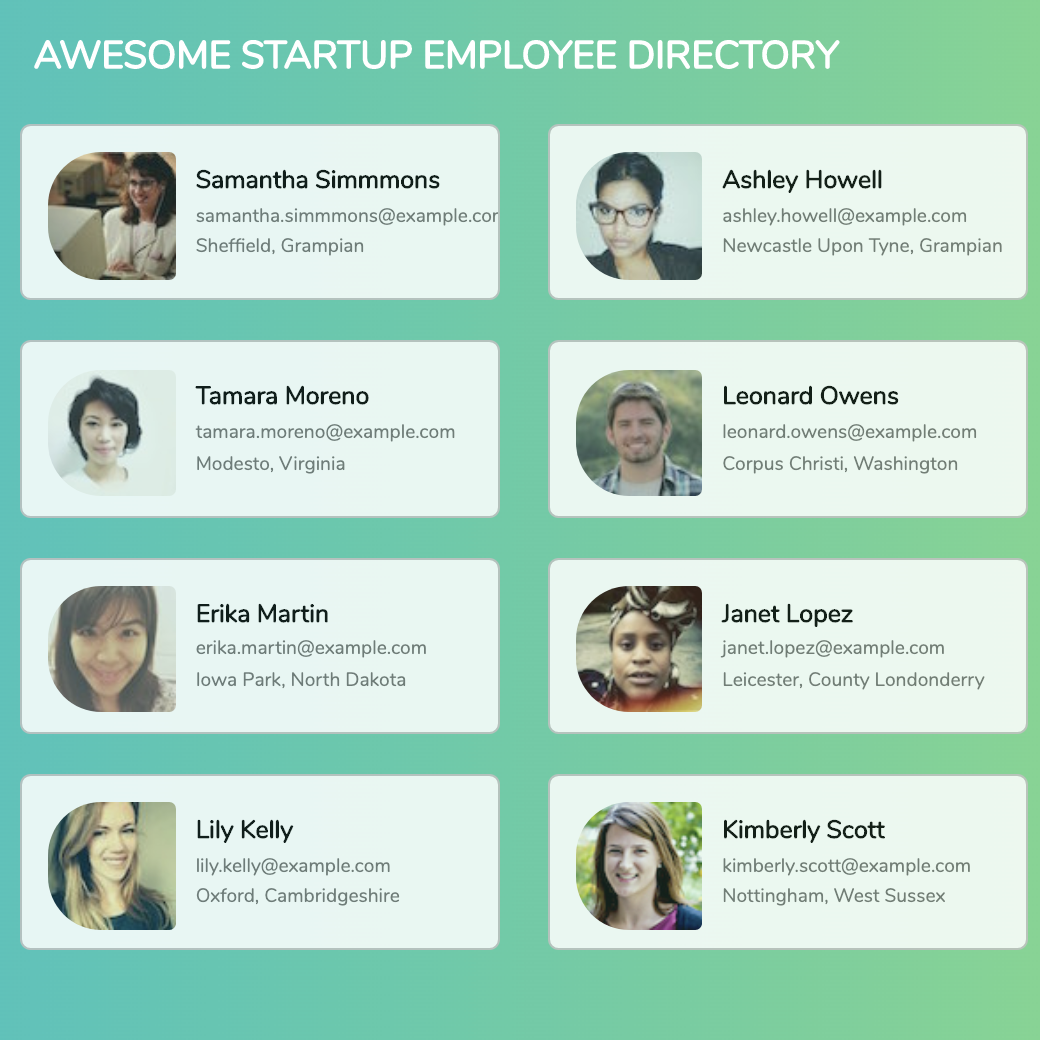 AWESOME STARTUP EMPLOYEE DIRECTORY
Samantha Simmmons
samantha.simmmons@example.cor
Sheffield, Grampian
Ashley Howell
ashley.howell@example.com
Newcastle Upon Tyne, Grampian
Tamara Moreno
tamara.moreno@example.com
Modesto, Virginia
Leonard Owens
leonard.owens@example.com
Corpus Christi, Washington
Erika Martin
erika.martin@example.com
Iowa Park, North Dakota
Janet Lopez
janet.lopez@example.com
Leicester, County Londonderry
Lily Kelly
lily.kelly@example.com
Oxford, Cambridgeshire
Kimberly Scott
kimberly.scott@example.com
Nottingham, West Sussex